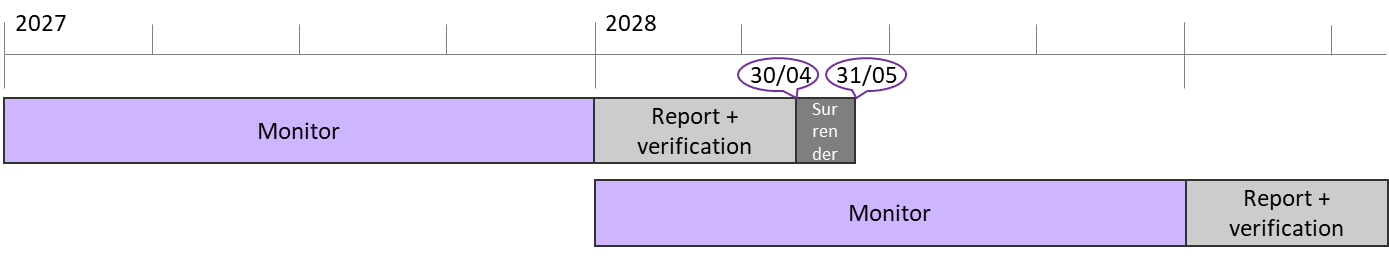 2027
2028
30/04
31/05
Monitor
Report +
verification
Sur
ren
der
Monitor
Report +
verification